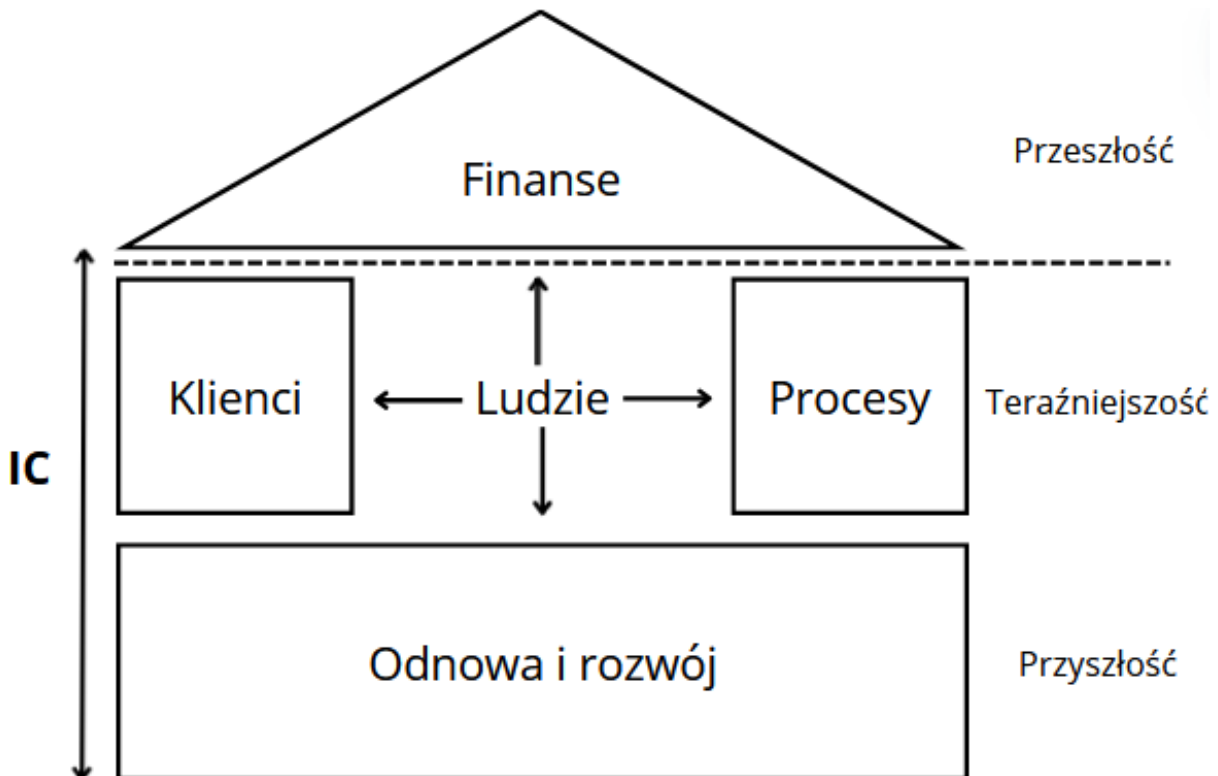 Finanse
Przeszłość
Klienci
Ludzie
Procesy
Teraźniejszość
IC
Odnowa i rozwój
Przyszłość